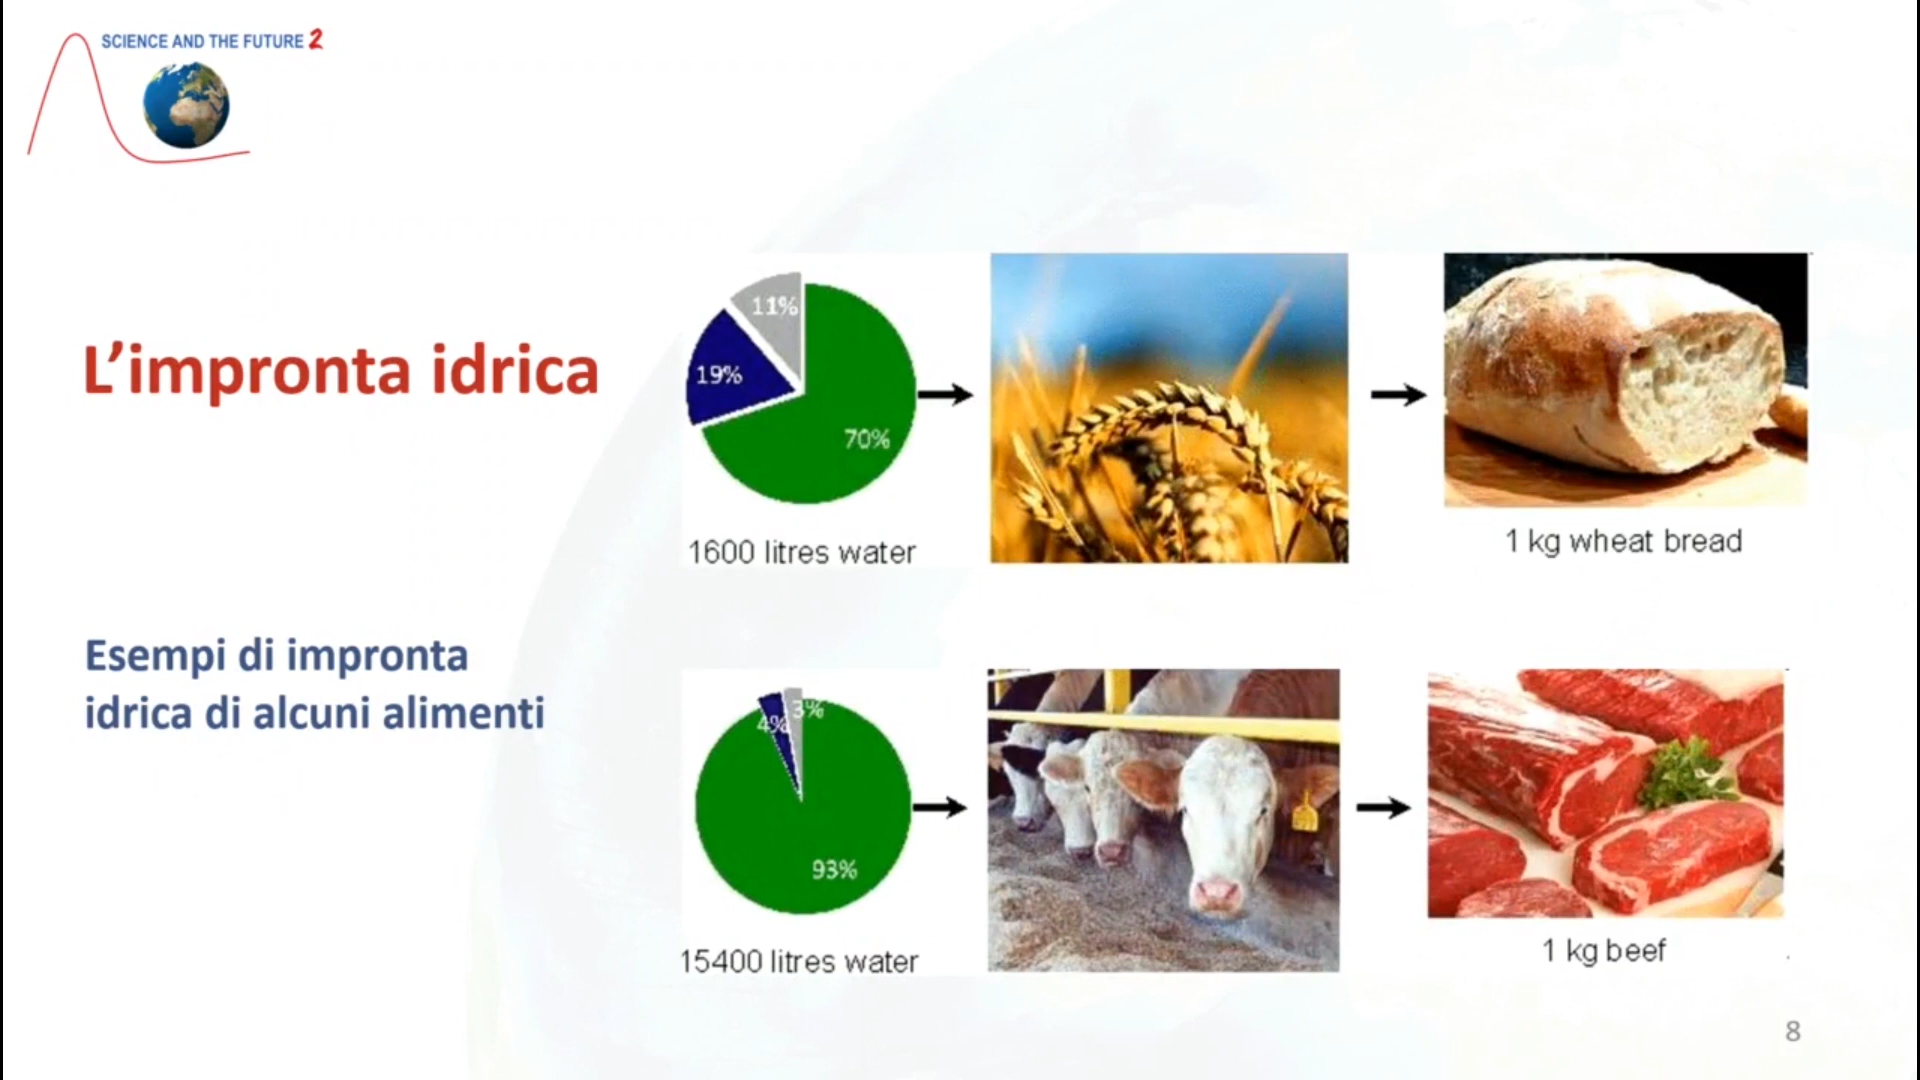 SCIENCE AND THE FUTURE 2
L’impronta idrica
11%
19%
70%
1600 litres water
1 kg wheat bread
Esempi di impronta
idrica di alcuni alimenti
4%
3%
93%
15400 litres water
1 kg beef
8